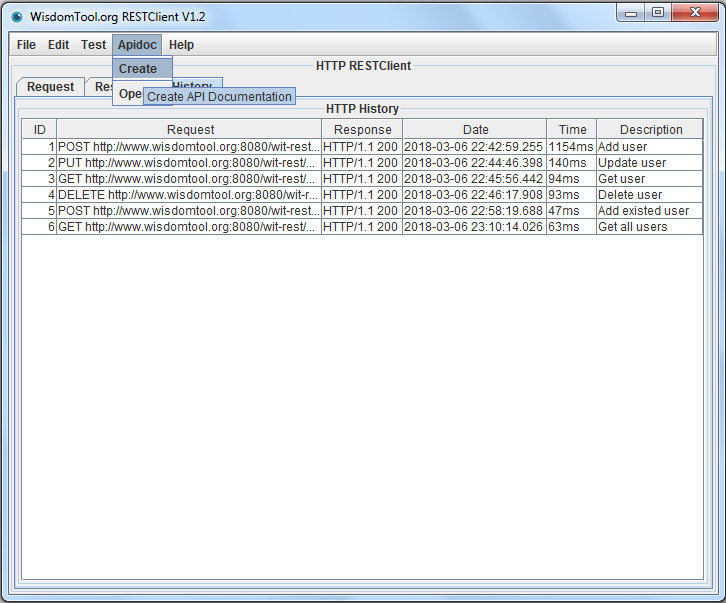 WisdomTool.org RESTClient V1.2
File Edit Test Apidoc Help
Create
HTTP RESTClient
Request Res History
Ope
Create API Documentation
HTTP History
ID Request Response Date Time Description
1 POST http://www.wisdomtool.org:8080/wit-rest... HTTP/1.1 200 2018-03-06 22:42:59.255 1154ms Add user
2 PUT http://www.wisdomtool.org:8080/wit-rest/... HTTP/1.1 200 2018-03-06 22:44:46.398 140ms Update user
3 GET http://www.wisdomtool.org:8080/wit-rest/... HTTP/1.1 200 2018-03-06 22:45:56.442 94ms Get user
4 DELETE http://www.wisdomtool.org:8080/wit-r... HTTP/1.1 200 2018-03-06 22:46:17.908 93ms Delete user
5 POST http://www.wisdomtool.org:8080/wit-rest... HTTP/1.1 200 2018-03-06 22:58:19.688 47ms Add existed user
6 GET http://www.wisdomtool.org:8080/wit-rest/... HTTP/1.1 200 2018-03-06 23:10:14.026 63ms Get all users